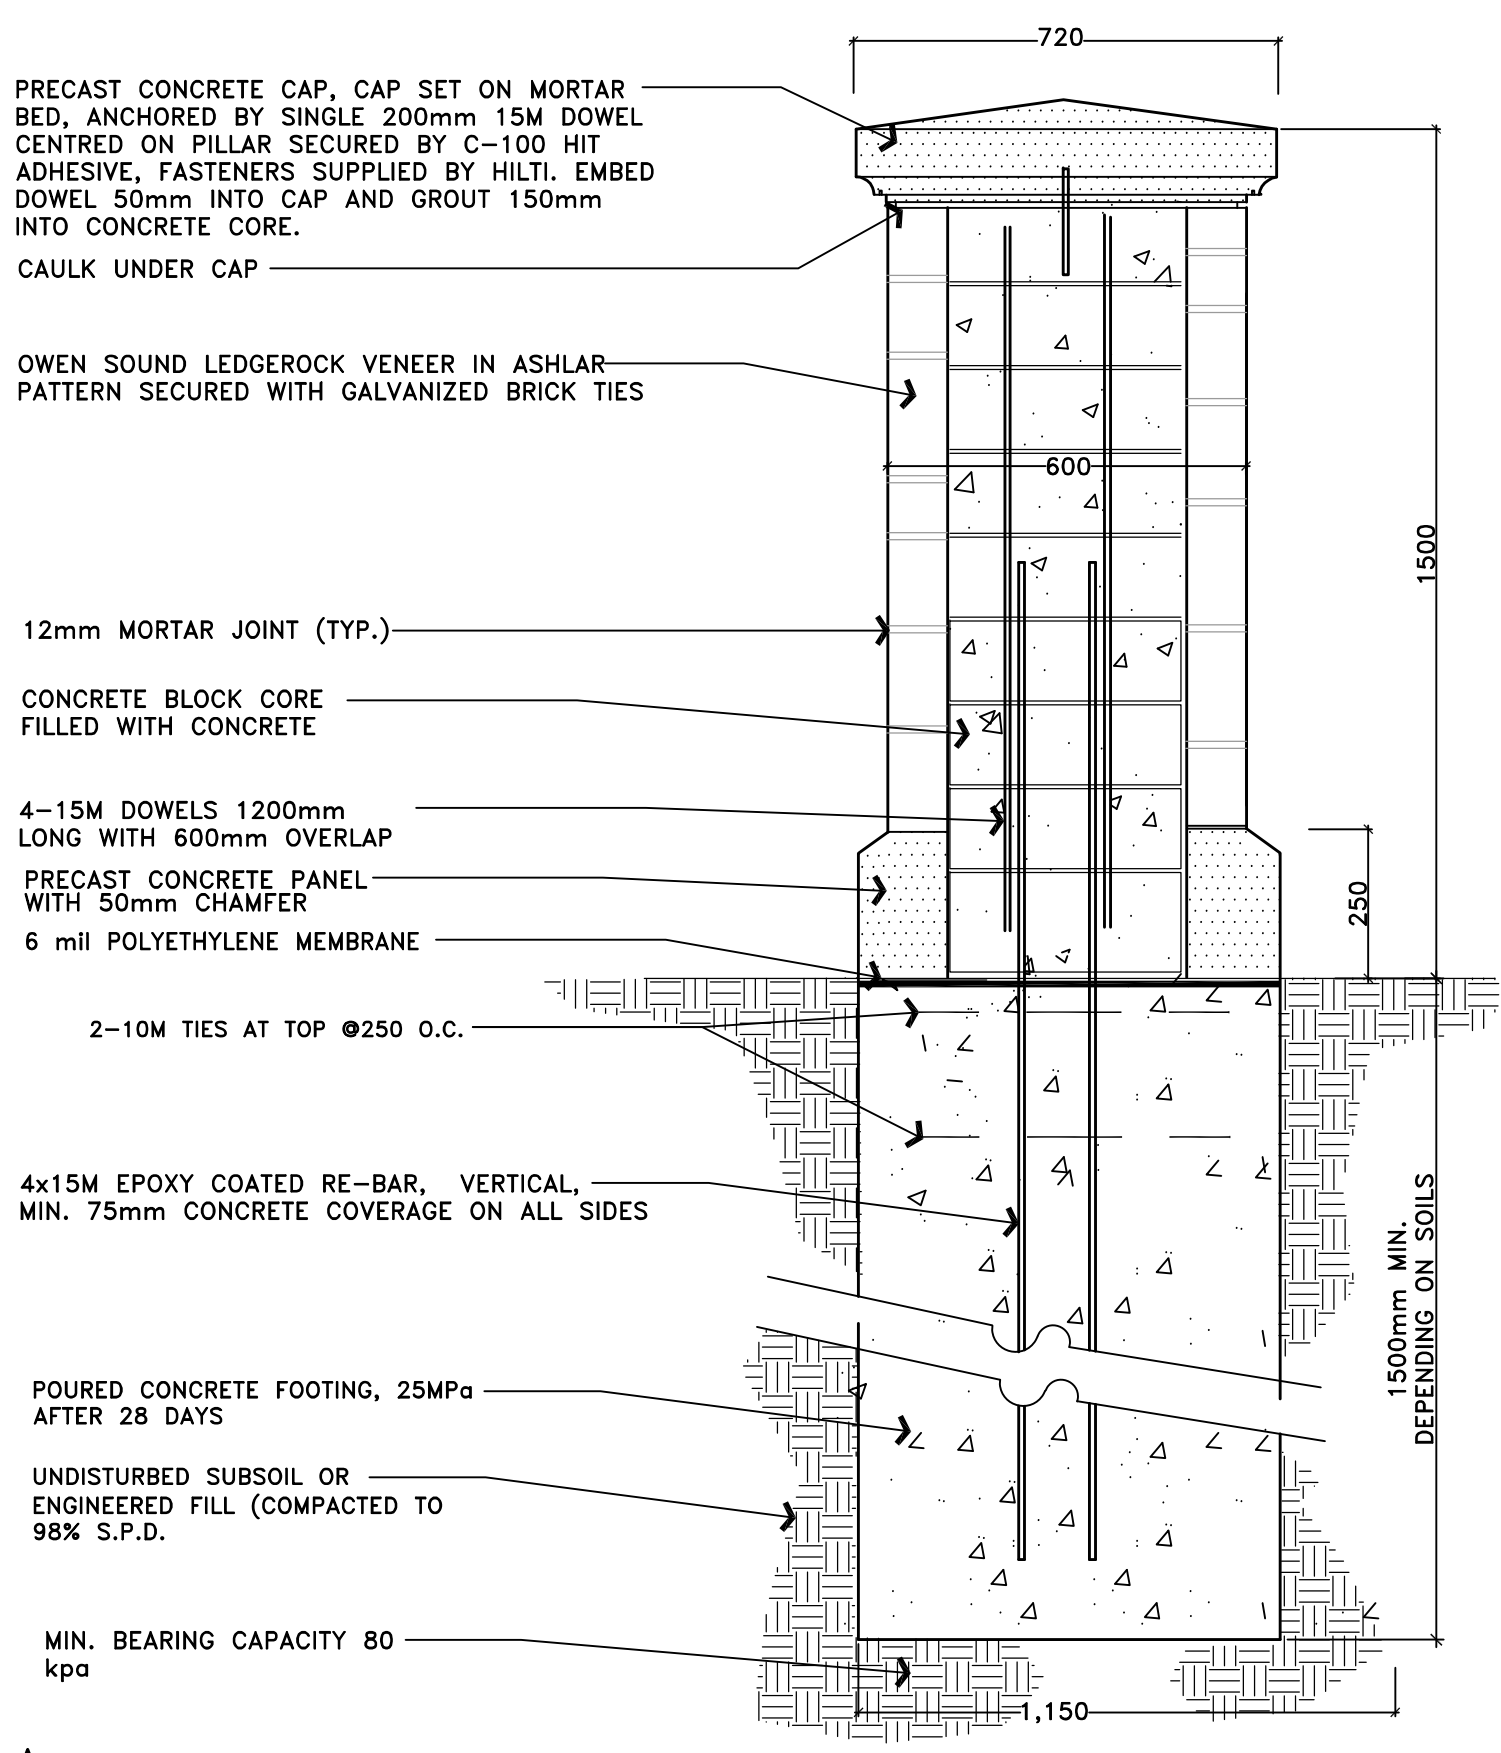 720
PRECAST CONCRETE CAP, CAP SET ON MORTAR
BED, ANCHORED BY SINGLE 200mm 15M DOWEL
CENTRED ON PILLAR SECURED BY C-100 HIT
ADHESIVE, FASTENERS SUPPLIED BY HILTI. EMBED
DOWEL 50mm INTO CAP AND GROUT 150mm
INTO CONCRETE CORE.
CAULK UNDER CAP
OWEN SOUND LEDGEROCK VENEER IN ASHLAR
PATTERN SECURED WITH GALVANIZED BRICK TIES
600
1500
12mm MORTAR JOINT (TYP.)
CONCRETE BLOCK CORE
FILLED WITH CONCRETE
4-15M DOWELS 1200mm
LONG WITH 600mm OVERLAP
PRECAST CONCRETE PANEL
WITH 50mm CHAMFER
250
6 mil POLYETHYLENE MEMBRANE
2-10M TIES AT TOP @250 O.C.
4x15M EPOXY COATED RE-BAR, VERTICAL,
MIN. 75mm CONCRETE COVERAGE ON ALL SIDES
1500mm MIN.
DEPENDING ON SOILS
POURED CONCRETE FOOTING, 25MPa
AFTER 28 DAYS
UNDISTURBED SUBSOIL OR
ENGINEERED FILL (COMPACTED TO
98% S.P.D.
MIN. BEARING CAPACITY 80
kpa
1,150